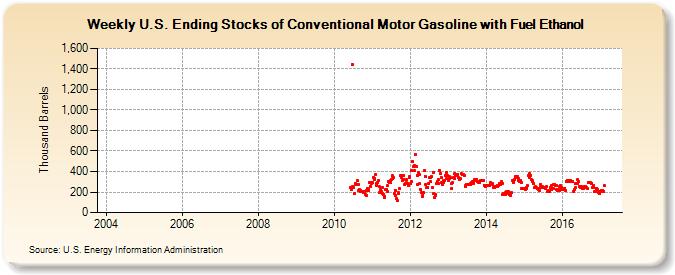 Weekly U.S. Ending Stocks of Conventional Motor Gasoline with Fuel Ethanol
Thousand Barrels
1,600
1,400
1,200
1,000
800
600
400
200
0
2004 2006 2008 2010 2012 2014 2016
Source: U.S. Energy Information Administration